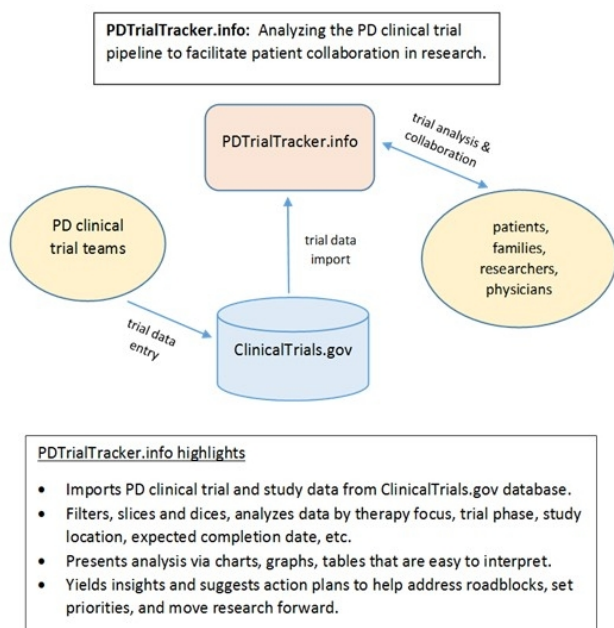 PDTrialTracker.info: Analyzing the PD clinical trial
pipeline to facilitate patient collaboration in research.
PDTrialTracker.info
trial analysis &
collaboration
PD clinical
trial teams
trial data
import
patients,
families,
researchers,
physicians
trial data
entry
ClinicalTrials.gov
PDTrialTracker.info highlights
• Imports PD clinical trial and study data from ClinicalTrials.gov database.
• Filters, slices and dices, analyzes data by therapy focus, trial phase, study
location, expected completion date, etc.
• Presents analysis via charts, graphs, tables that are easy to interpret.
• Yields insights and suggests action plans to help address roadblocks, set
priorities, and move research forward.